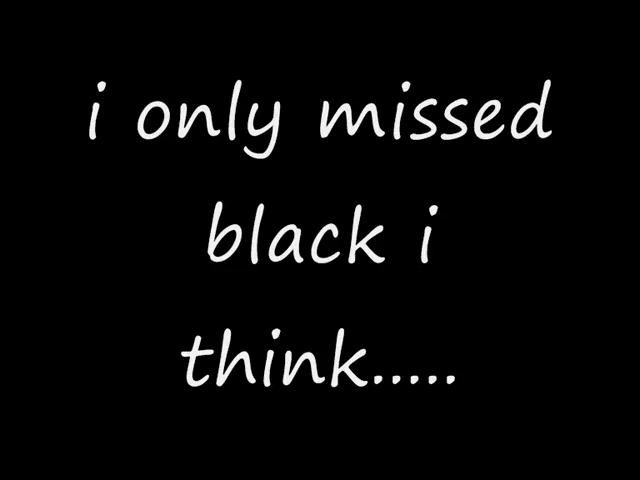 i only missed
black i
think.....